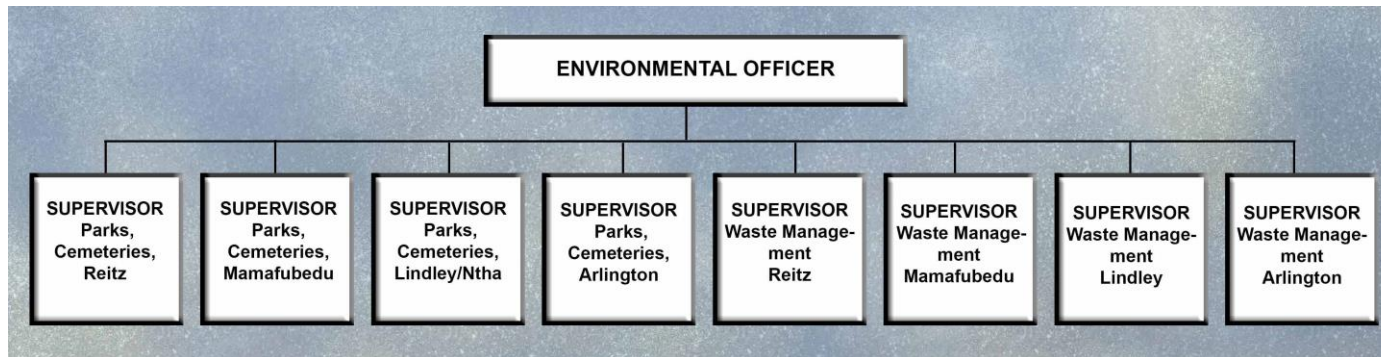 ENVIRONMENTAL OFFICER
SUPERVISOR
Parks,
Cemeteries,
Reitz
SUPERVISOR
Parks,
Cemeteries,
Mamafubedu
SUPERVISOR
Parks,
Cemeteries,
Lindley/Ntha
SUPERVISOR
Parks,
Cemeteries,
Arlington
SUPERVISOR
Waste Manage-
ment
Reitz
SUPERVISOR
Waste Manage-
ment
Mamafubedu
SUPERVISOR
Waste Manage-
ment
Lindley
SUPERVISOR
Waste Manage-
ment
Arlington